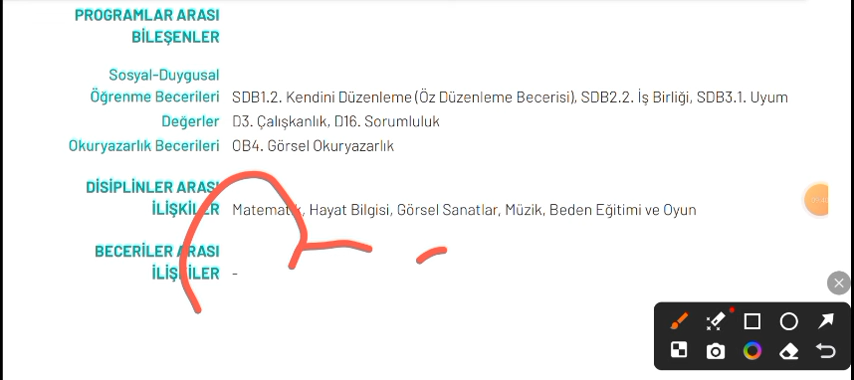 PROGRAMLAR ARASI
BİLEŞENLER
Sosyal-Duygusal
Öğrenme Becerileri SDB1.2. Kendini Düzenleme (Öz Düzenleme Becerisi), SDB2.2. İş Birliği, SDB3.1. Uyum
Değerler D3. Çalışkanlık, D16. Sorumluluk
Okuryazarlık Becerileri OB4. Görsel Okuryazarlık
DİSİPLİNLER ARASI
İLİŞKİLER Matematik, Hayat Bilgisi, Görsel Sanatlar, Müzik, Beden Eğitimi ve Oyun
BECERİLER ARASI
İLİŞKİLER -